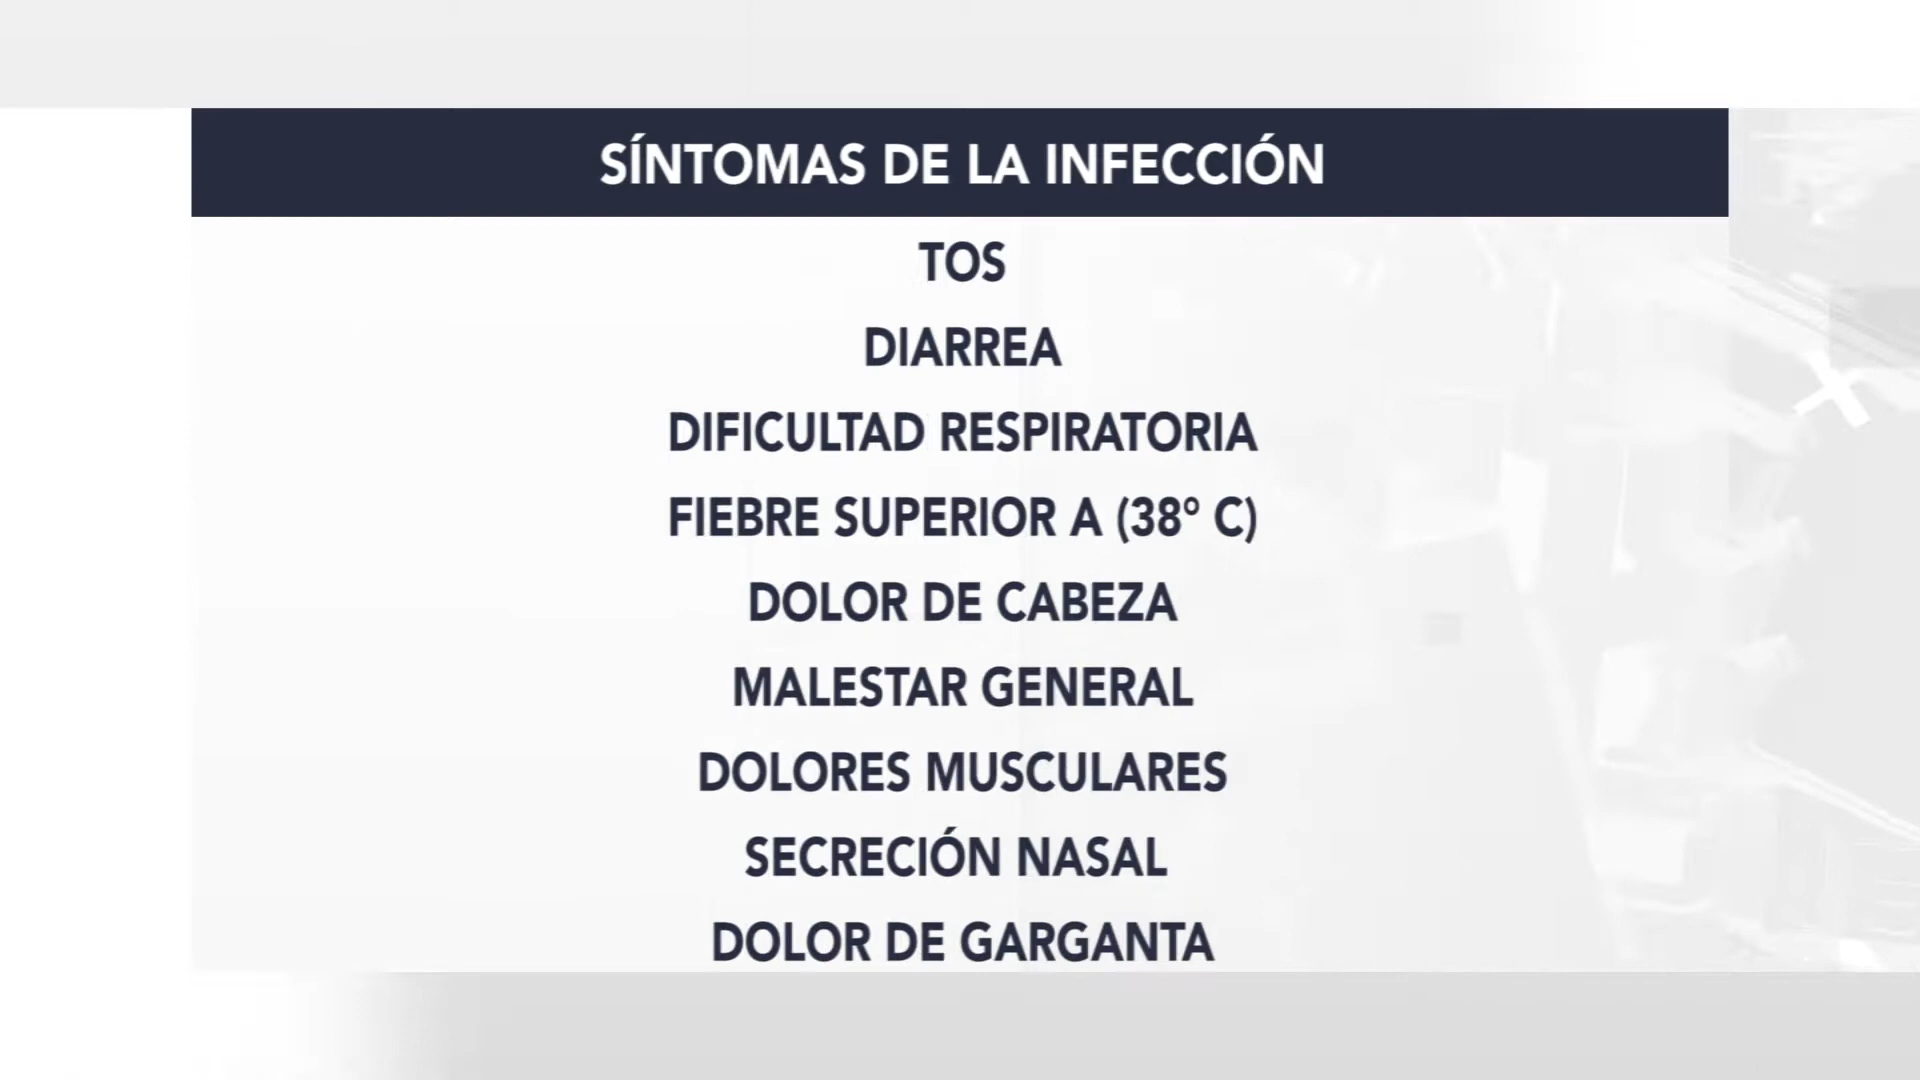 SÍNTOMAS DE LA INFECCIÓN
TOS
DIARREA
DIFICULTAD RESPIRATORIA
FIEBRE SUPERIOR A (38º C)
DOLOR DE CABEZA
MALESTAR GENERAL
DOLORES MUSCULARES
SECRECIÓN NASAL
DOLOR DE GARGANTA